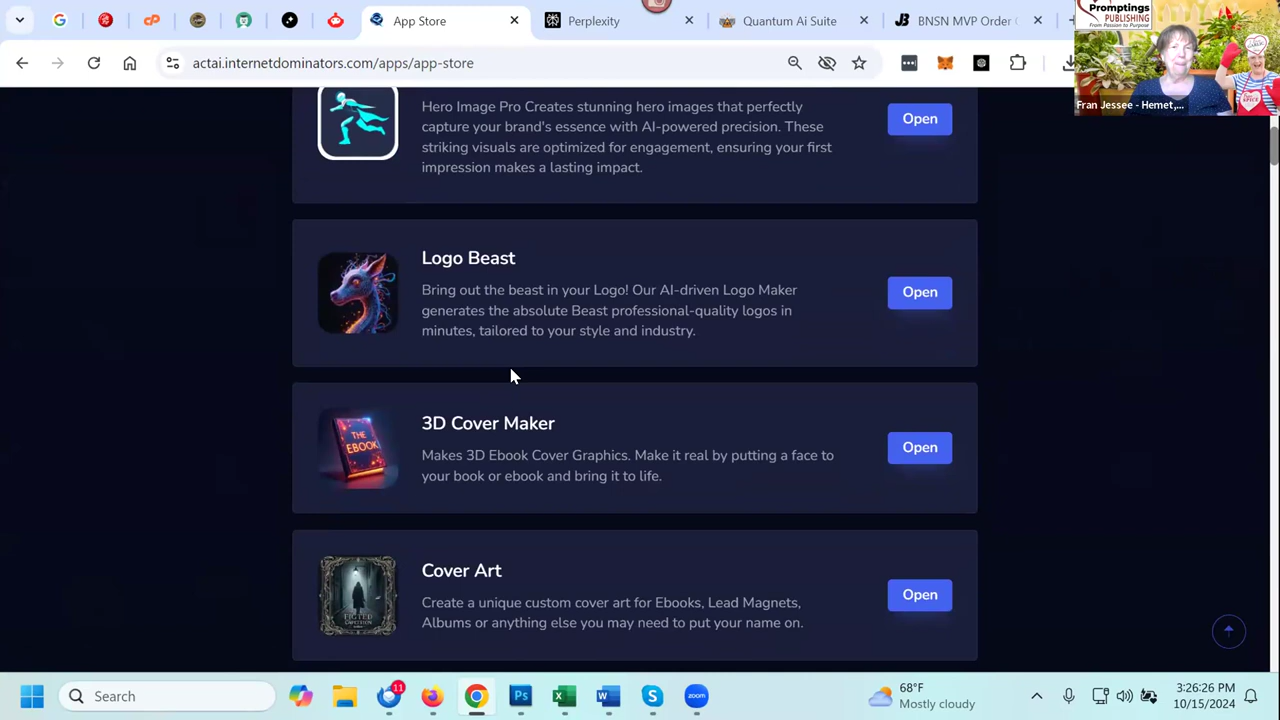 App Store
Perplexity
Quantum Ai Suite
BNSN MVP Order
Promptings
PUBLISHING
From Passion to Purpose
actai.internetdominators.com/apps/app-store
Fran Jessee - Hemet,...
Hero Image Pro Creates stunning hero images that perfectly
capture your brand's essence with AI-powered precision. These
striking visuals are optimized for engagement, ensuring your first
impression makes a lasting impact.
Open
Logo Beast
Bring out the beast in your Logo! Our AI-driven Logo Maker
generates the absolute Beast professional-quality logos in
minutes, tailored to your style and industry.
Open
THE
EBOOK
3D Cover Maker
Makes 3D Ebook Cover Graphics. Make it real by putting a face to
your book or ebook and bring it to life.
Open
Cover Art
Create a unique custom cover art for Ebooks, Lead Magnets,
Albums or anything else you may need to put your name on.
Open
Search
11
zoom
68°F
Mostly cloudy
3:26:26 PM
10/15/2024